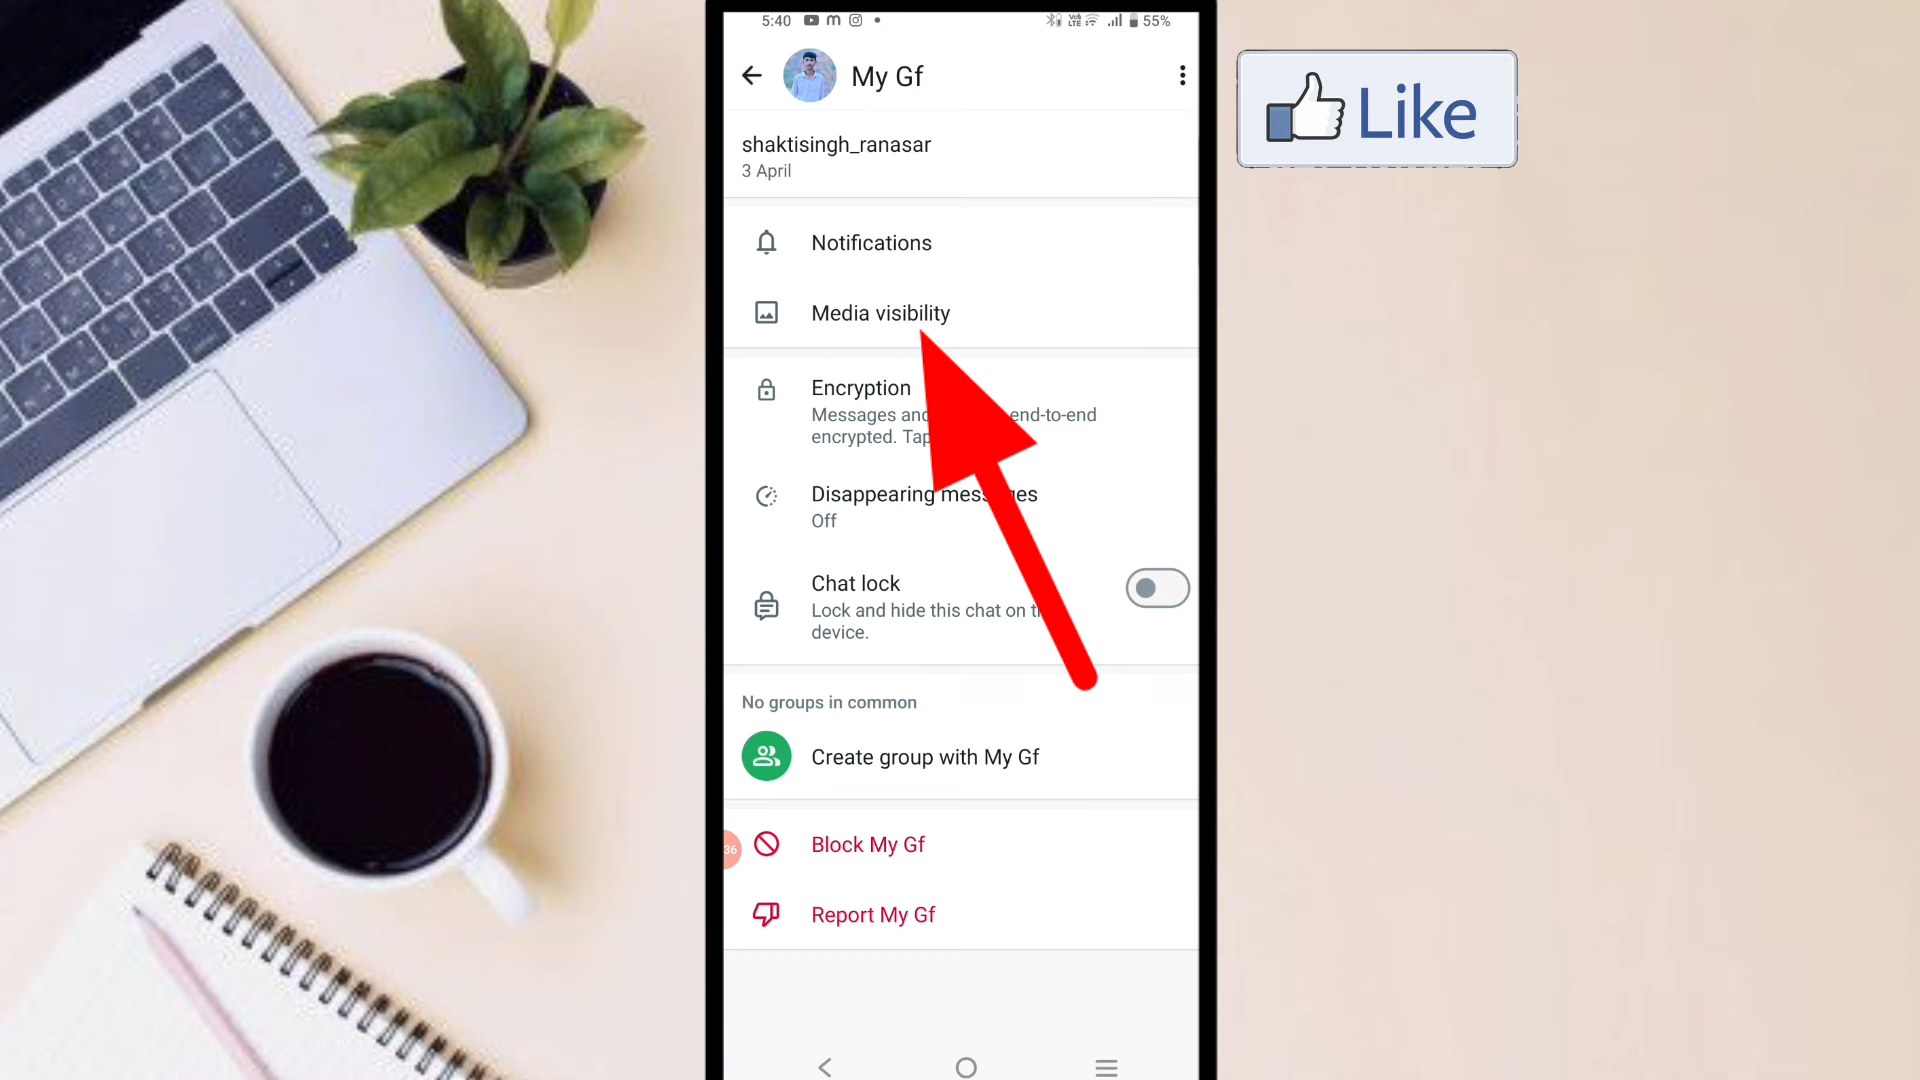 5:40 55%
My Gf
Like
shaktisingh_ranasar
3 April
Notifications
Media visibility
Encryption
Messages and end-to-end
encrypted. Tap
Disappearing messages
Off
Chat lock
Lock and hide this chat on
device.
No groups in common
Create group with My Gf
36
Block My Gf
Report My Gf